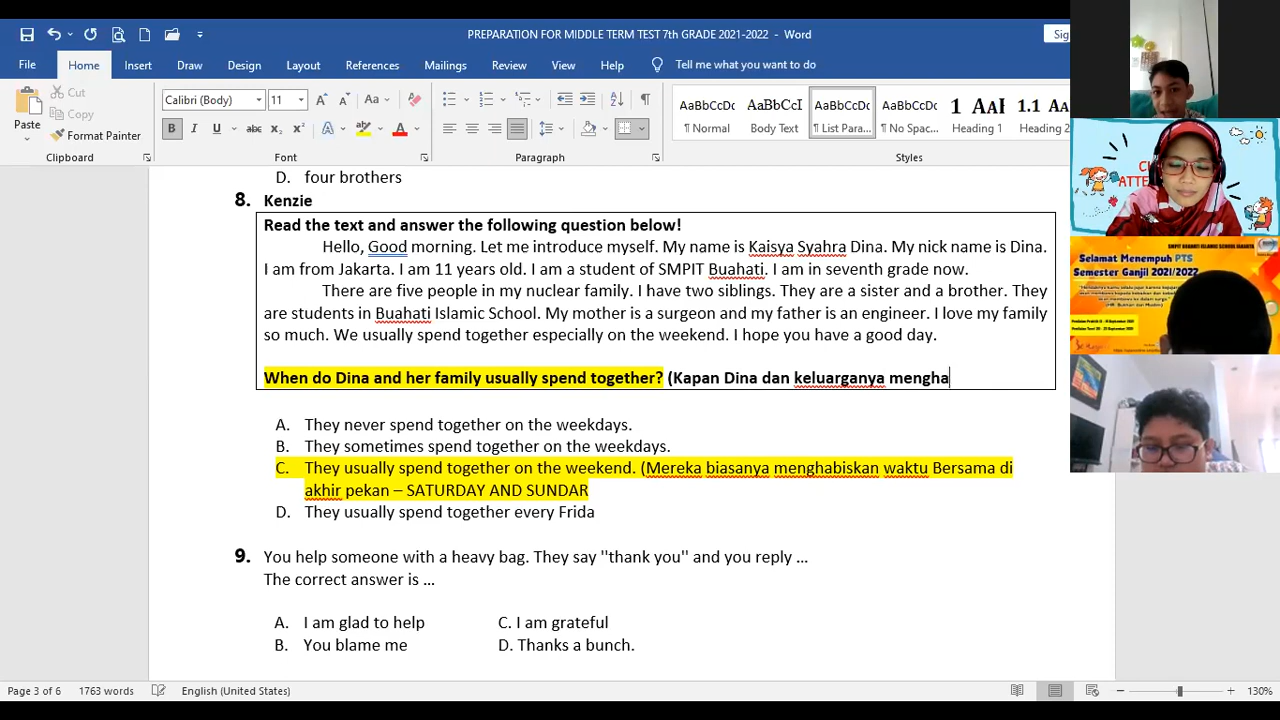 PREPARATION FOR MIDDLE TERM TEST 7th GRADE 2021-2022 - Word
Sig
File Home Insert Draw Design Layout References Mailings Review View Help Tell me what you want to do
Paste
Cut
Copy
Format Painter
Calibri (Body) 11
AaBbCcDc AaBbCcI AaBbCcDc AaBbCcDc 1 AaI 1.1 AaB
¶ Normal Body Text ¶ List Para... ¶ No Spac... Heading 1 Heading 2
Clipboard Font Paragraph Styles
D. four brothers
8. Kenzie
Read the text and answer the following question below!
Hello, Good morning. Let me introduce myself. My name is Kaisya Syahra Dina. My nick name is Dina.
I am from Jakarta. I am 11 years old. I am a student of SMPIT Buahati. I am in seventh grade now.
There are five people in my nuclear family. I have two siblings. They are a sister and a brother. They
are students in Buahati Islamic School. My mother is a surgeon and my father is an engineer. I love my family
so much. We usually spend together especially on the weekend. I hope you have a good day.
When do Dina and her family usually spend together? (Kapan Dina dan keluarganya mengha
A. They never spend together on the weekdays.
B. They sometimes spend together on the weekdays.
C. They usually spend together on the weekend. (Mereka biasanya menghabiskan waktu Bersama di
akhir pekan – SATURDAY AND SUNDAR
D. They usually spend together every Frida
9. You help someone with a heavy bag. They say "thank you" and you reply ...
The correct answer is ...
A. I am glad to help C. I am grateful
B. You blame me D. Thanks a bunch.
Page 3 of 6 1763 words English (United States) 130%
SMPIT BUAHATI ISLAMIC SCHOOL JAKARTA
Selamat Menempuh PTS
Semester Ganjil 2021/2022